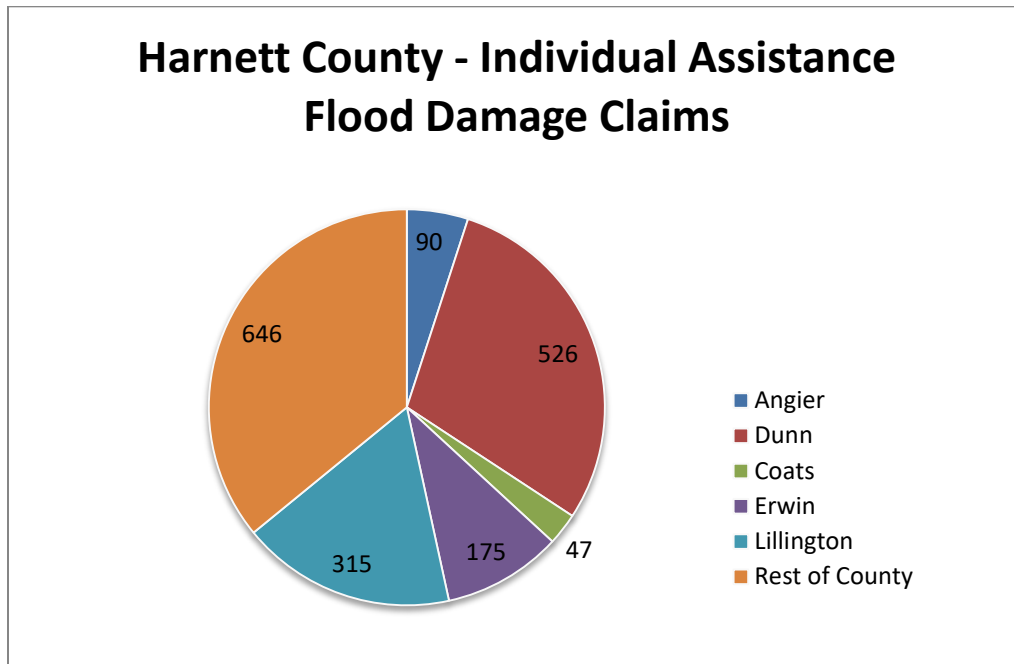 Harnett County - Individual Assistance
Flood Damage Claims
90
526
646
47
175
315
Angier
Dunn
Coats
Erwin
Lillington
Rest of County